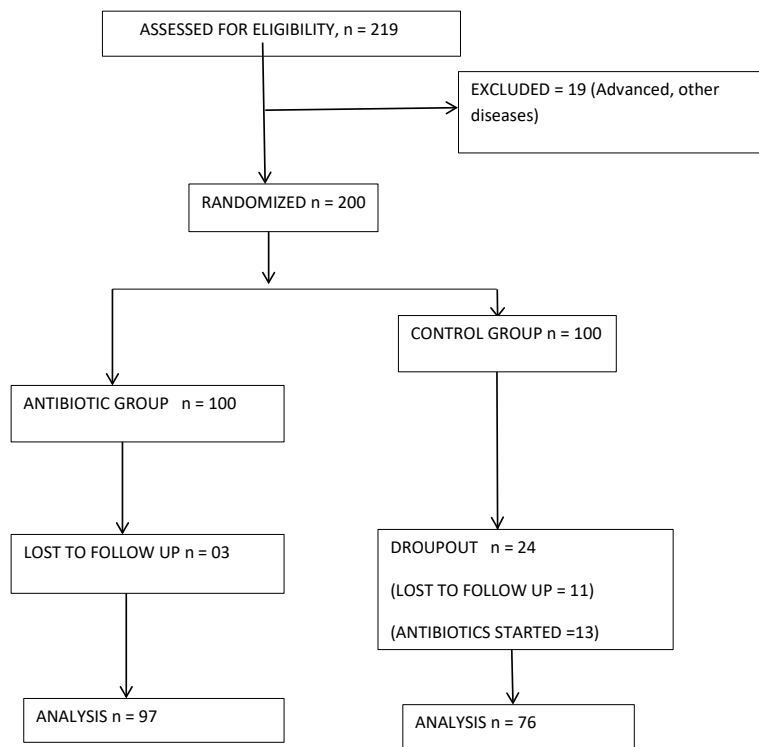 ASSESSED FOR ELIGIBILITY, n = 219
EXCLUDED = 19 (Advanced, other
diseases)
RANDOMIZED n = 200
CONTROL GROUP n = 100
ANTIBIOTIC GROUP n = 100
LOST TO FOLLOW UP n = 03
DROUPOUT n = 24
(LOST TO FOLLOW UP = 11)
(ANTIBIOTICS STARTED =13)
ANALYSIS n = 97
ANALYSIS n = 76